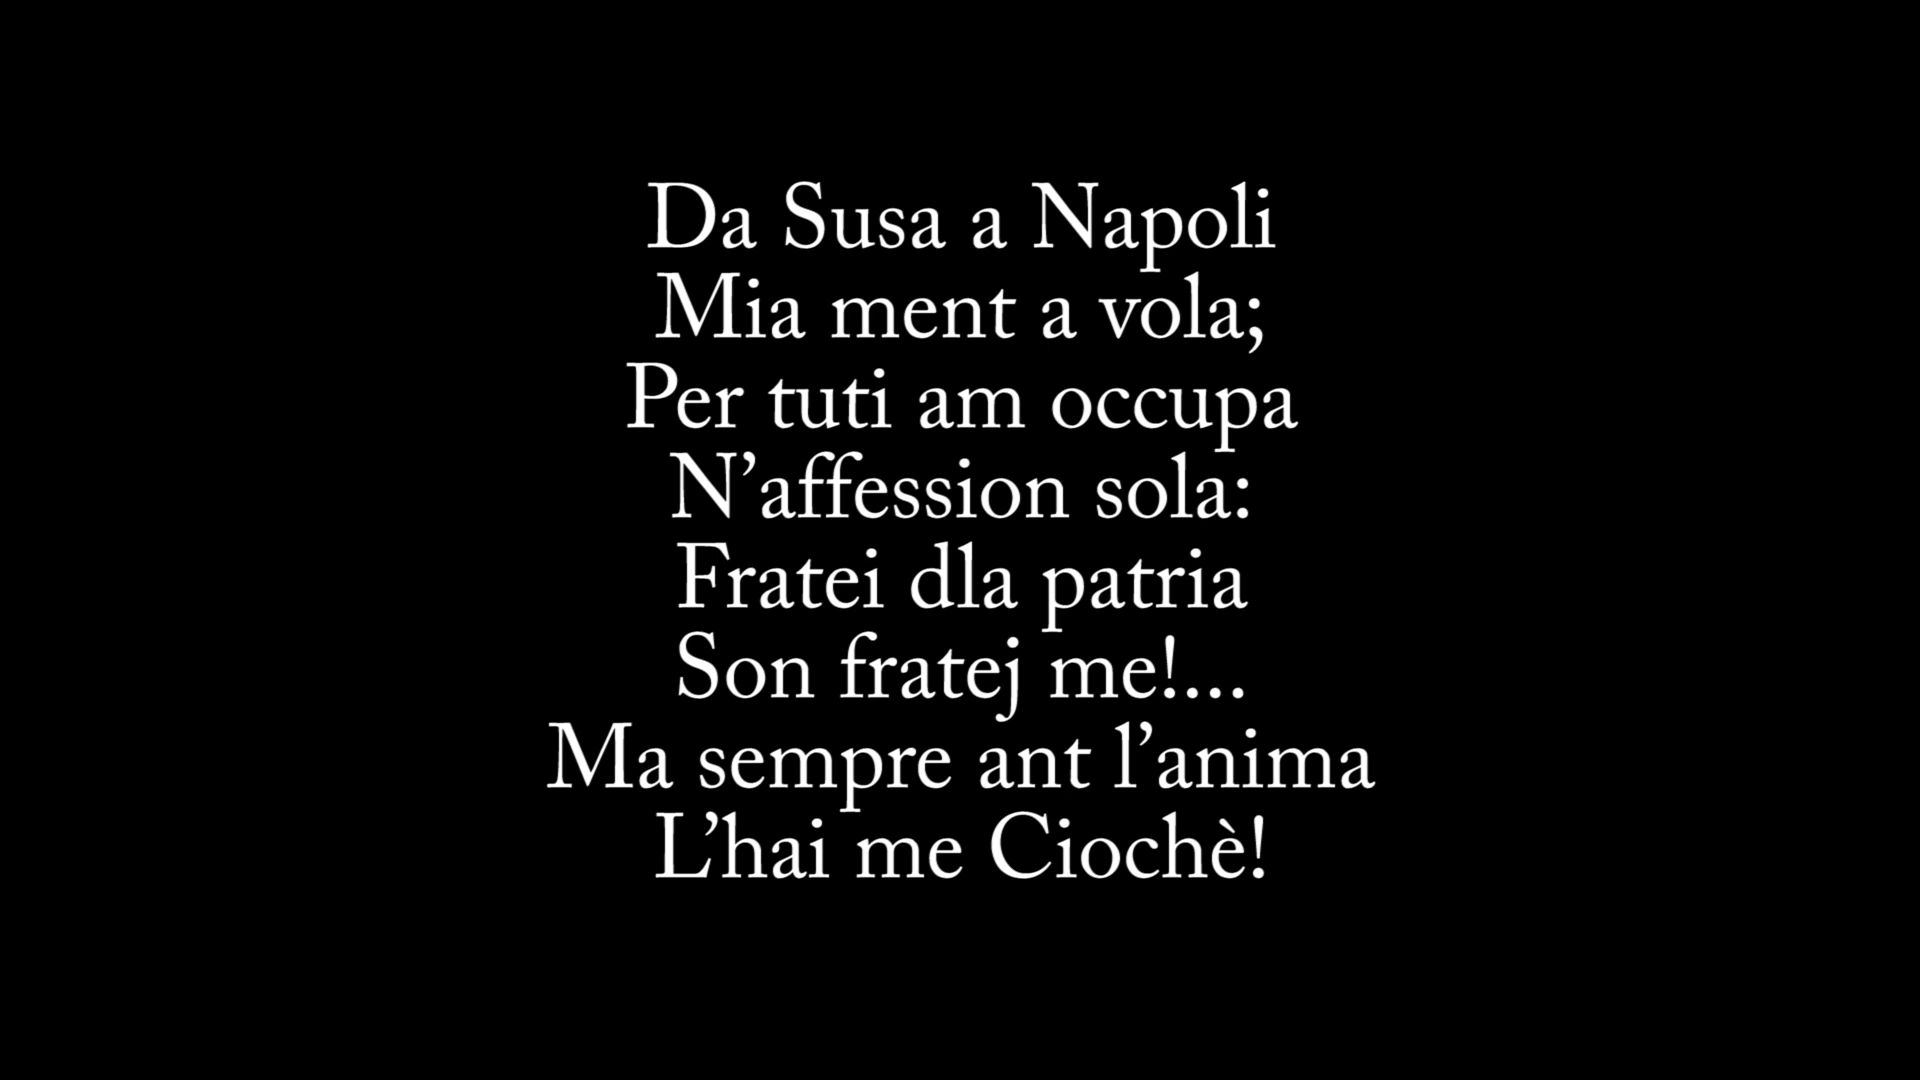 Da Susa a Napoli
Mia ment a vola;
Per tuti am occupa
N’affession sola:
Fratei dla patria
Son fratej me!...
Ma sempre ant l’anima
L’hai me Ciochè!